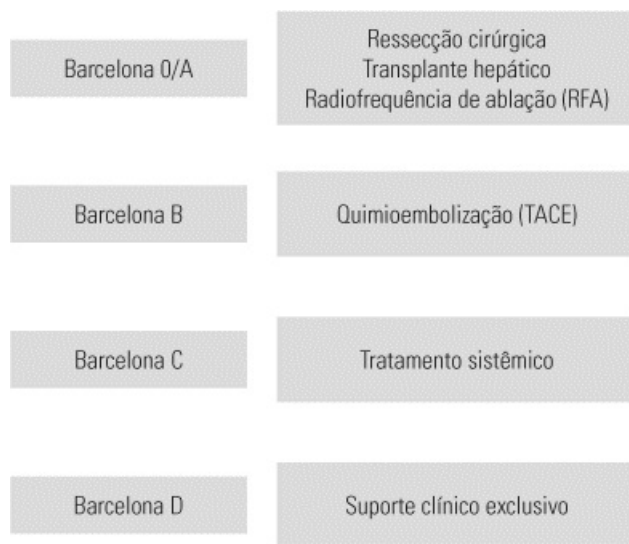 Barcelona 0/A
Ressecção cirúrgica
Transplante hepático
Radiofrequência de ablação (RFA)
Barcelona B
Quimioembolização (TACE)
Barcelona C
Tratamento sistêmico
Barcelona D
Suporte clínico exclusivo